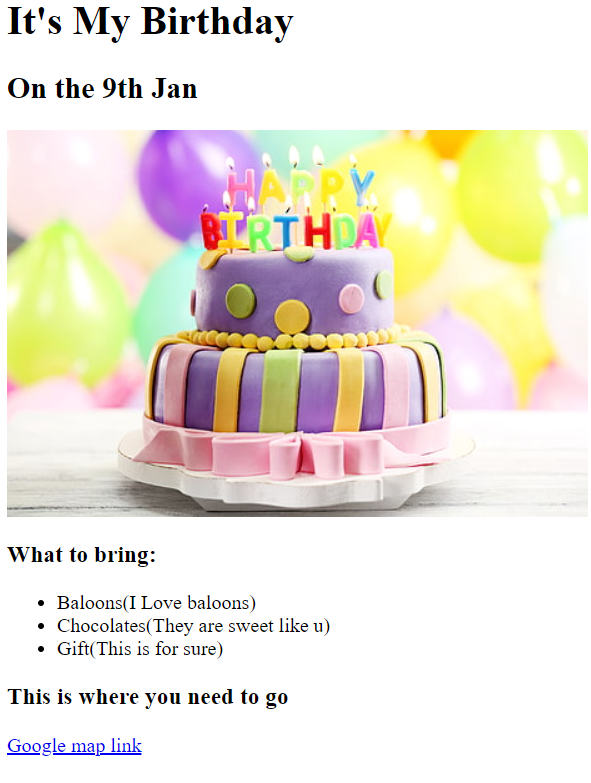 It's My Birthday
On the 9th Jan
HAPPY
BIRTHDAY
What to bring:
Baloons(I Love baloons)
Chocolates(They are sweet like u)
Gift(This is for sure)
This is where you need to go
Google map link